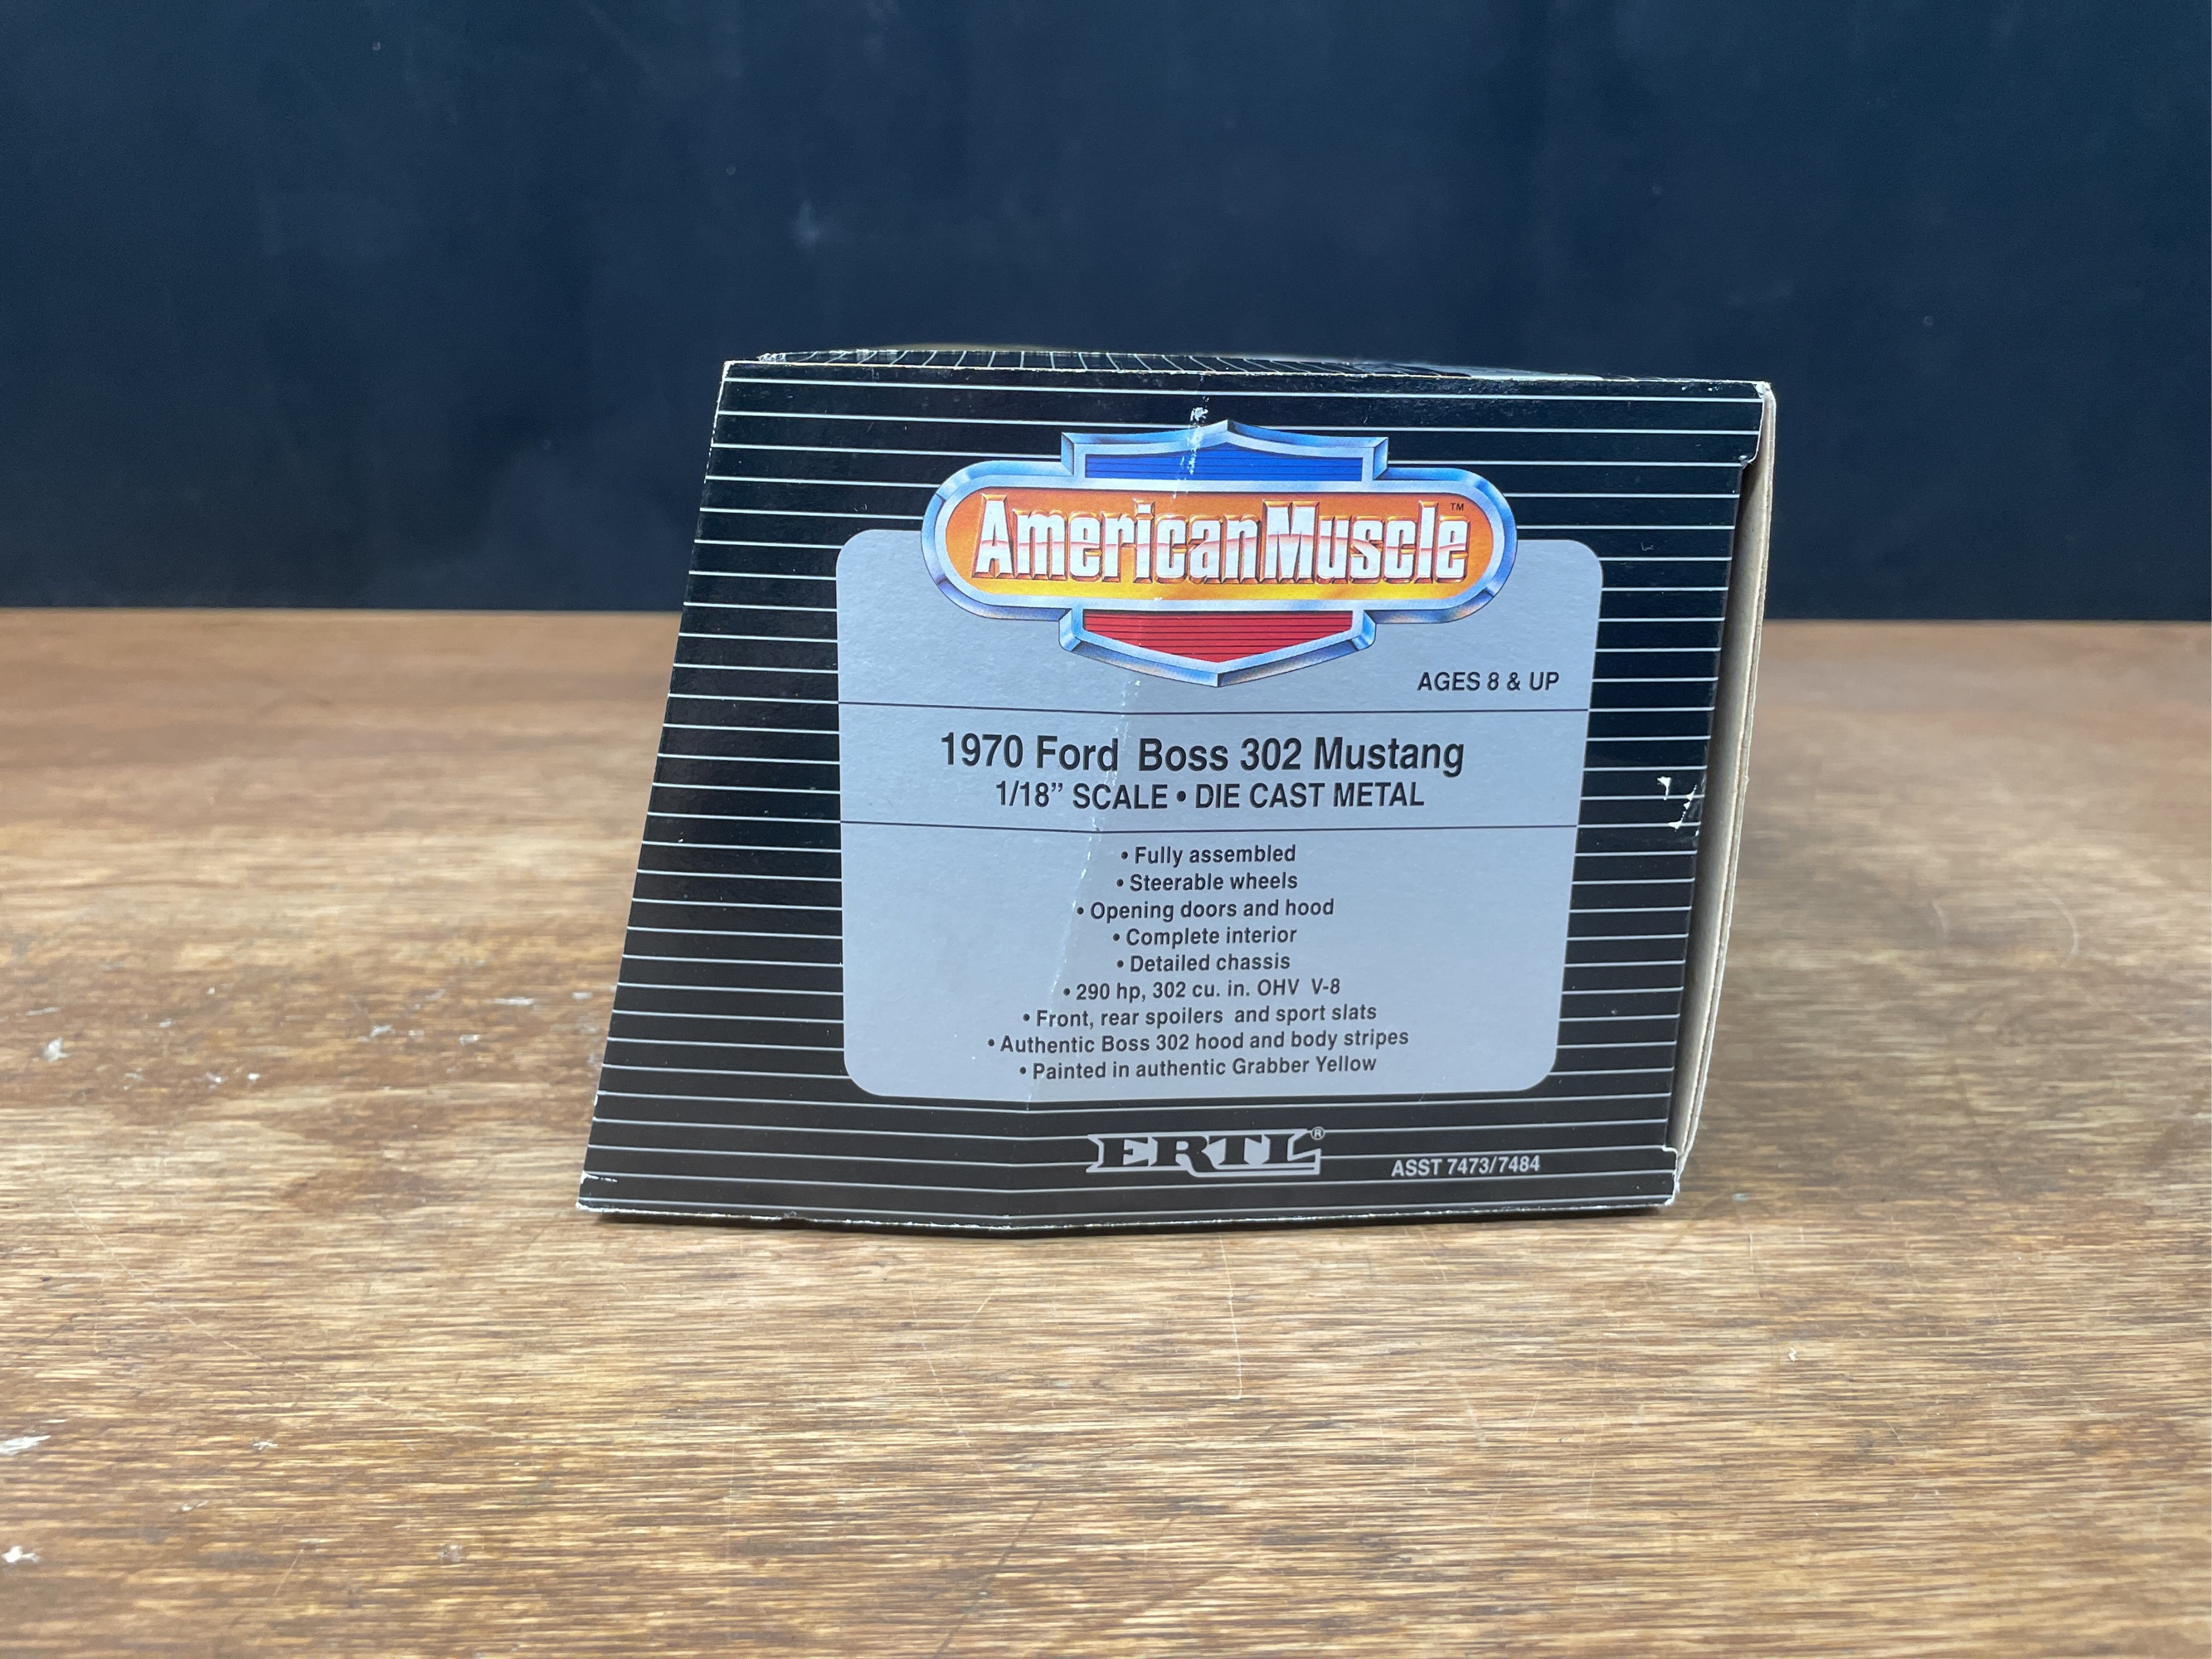 AmericanMuscle™
AGES 8 & UP
1970 Ford Boss 302 Mustang
1/18” SCALE • DIE CAST METAL
• Fully assembled
• Steerable wheels
• Opening doors and hood
• Complete interior
• Detailed chassis
• 290 hp, 302 cu. in. OHV V-8
• Front, rear spoilers and sport slats
• Authentic Boss 302 hood and body stripes
• Painted in authentic Grabber Yellow
ERTL®
ASST 7473/7484